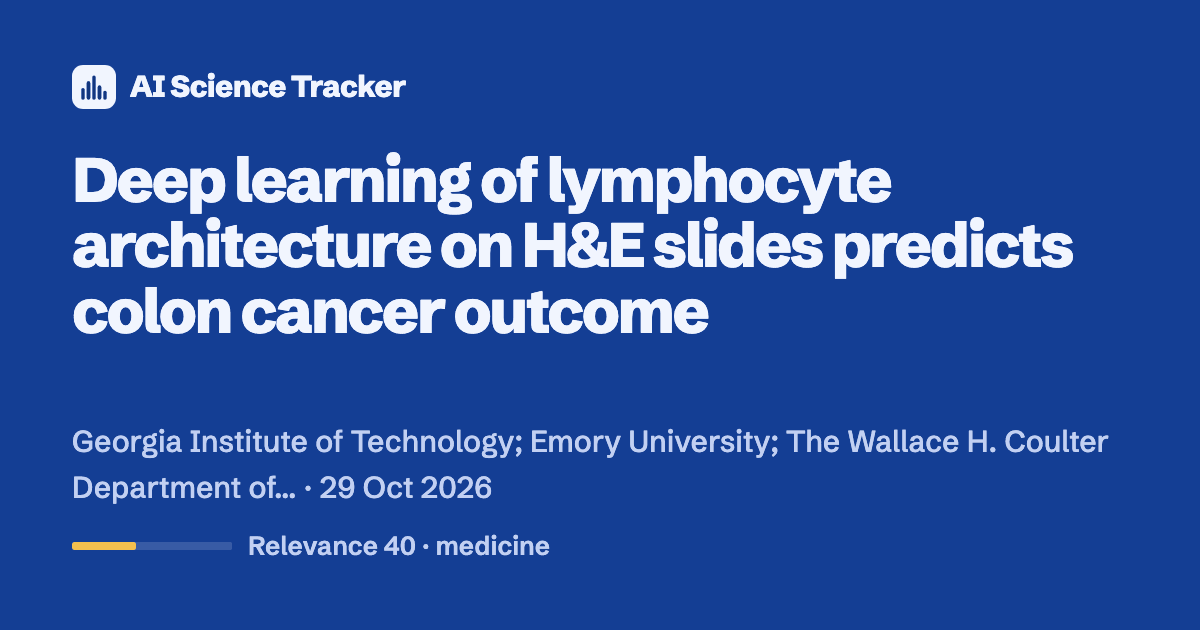 AI Science Tracker
Deep learning of lymphocyte
architecture on H&E slides predicts
colon cancer outcome
Georgia Institute of Technology; Emory University; The Wallace H. Coulter
Department of... · 29 Oct 2026
Relevance 40 · medicine